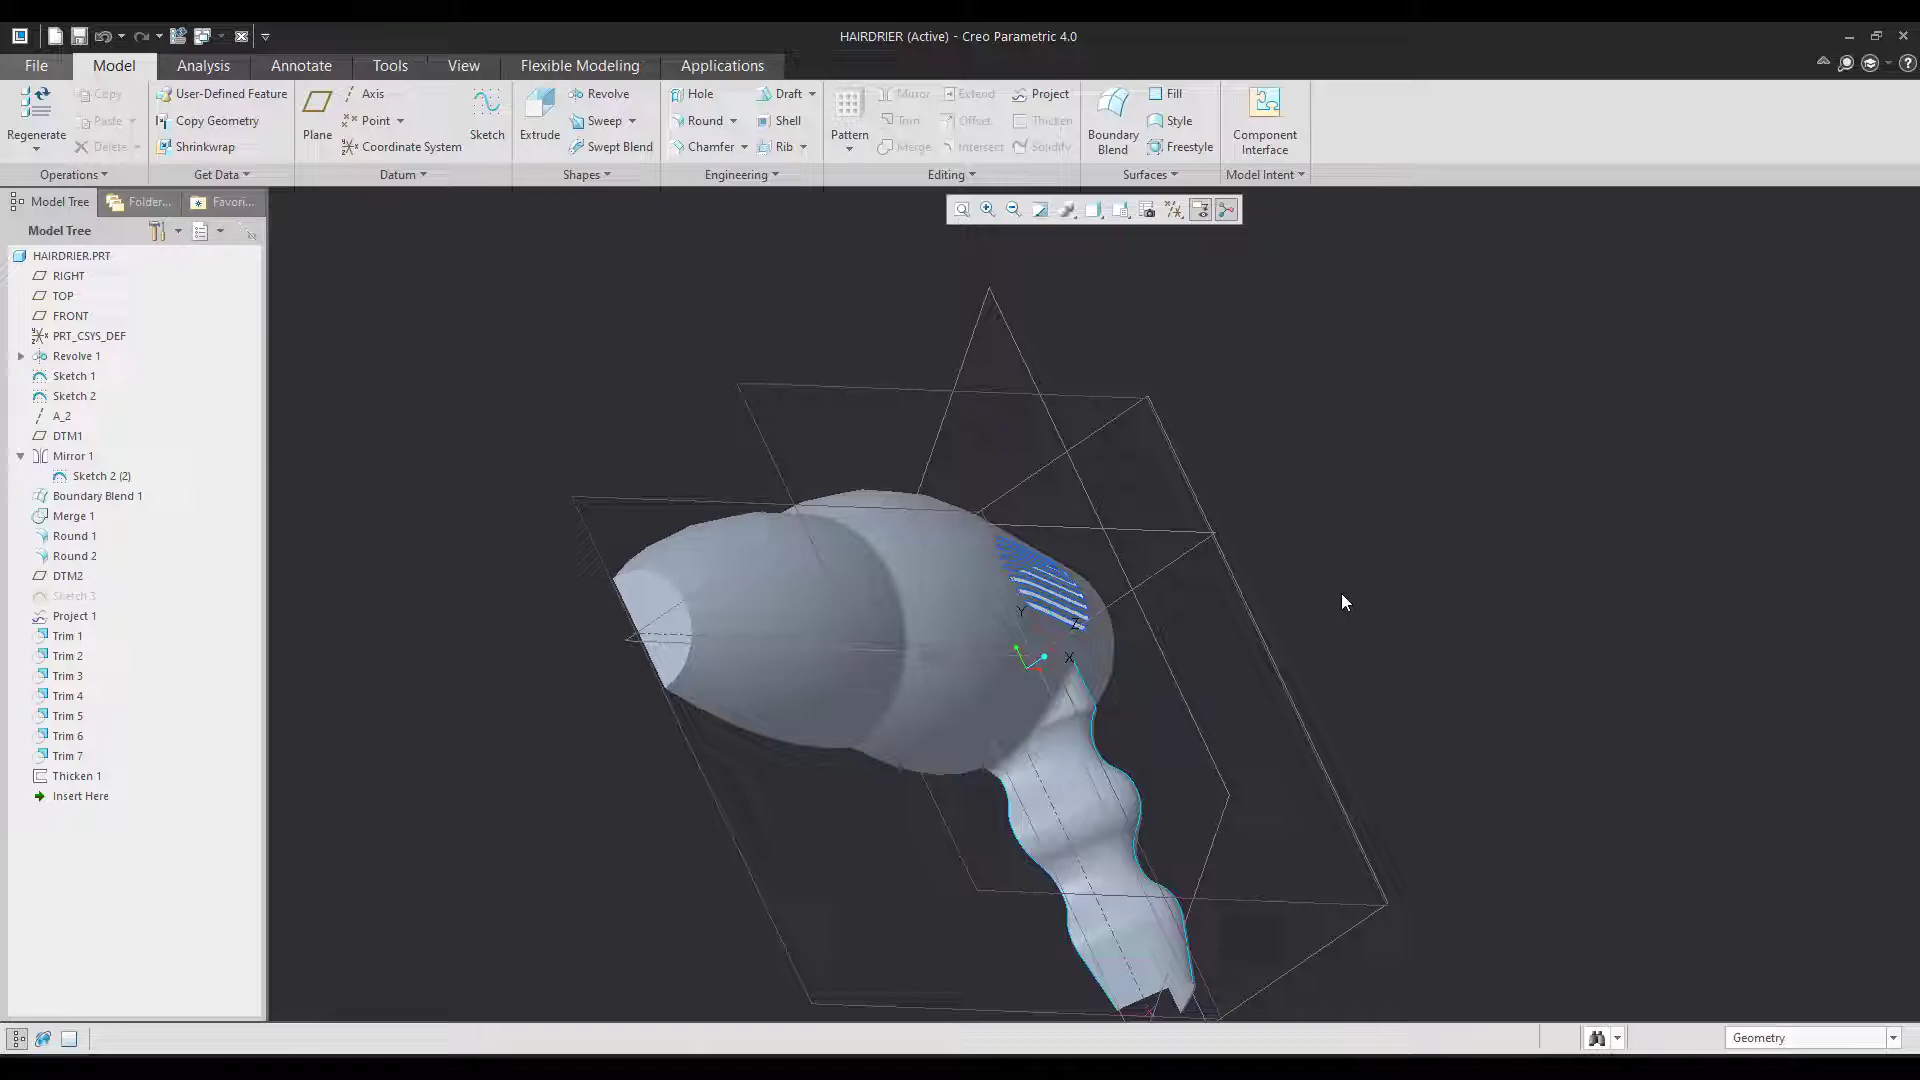 HAIRDRIER (Active) - Creo Parametric 4.0
File Model Analysis Annotate Tools View Flexible Modeling Applications
Regenerate
Copy
Paste
Delete
Operations
User-Defined Feature
Copy Geometry
Shrinkwrap
Get Data
Plane
Axis
Point
Coordinate System
Sketch
Datum
Extrude
Revolve
Sweep
Swept Blend
Shapes
Hole
Round
Chamfer
Draft
Shell
Rib
Engineering
Pattern
Mirror
Trim
Merge
Extend
Offset
Intersect
Project
Thicken
Solidify
Editing
Boundary
Blend
Fill
Style
Freestyle
Surfaces
Component
Interface
Model Intent
Model Tree Folder... Favori...
Model Tree
HAIRDRIER.PRT
RIGHT
TOP
FRONT
PRT_CSYS_DEF
Revolve 1
Sketch 1
Sketch 2
A_2
DTM1
Mirror 1
Sketch 2 (2)
Boundary Blend 1
Merge 1
Round 1
Round 2
DTM2
Sketch 3
Project 1
Trim 1
Trim 2
Trim 3
Trim 4
Trim 5
Trim 6
Trim 7
Thicken 1
Insert Here
Y
Z
X
Geometry